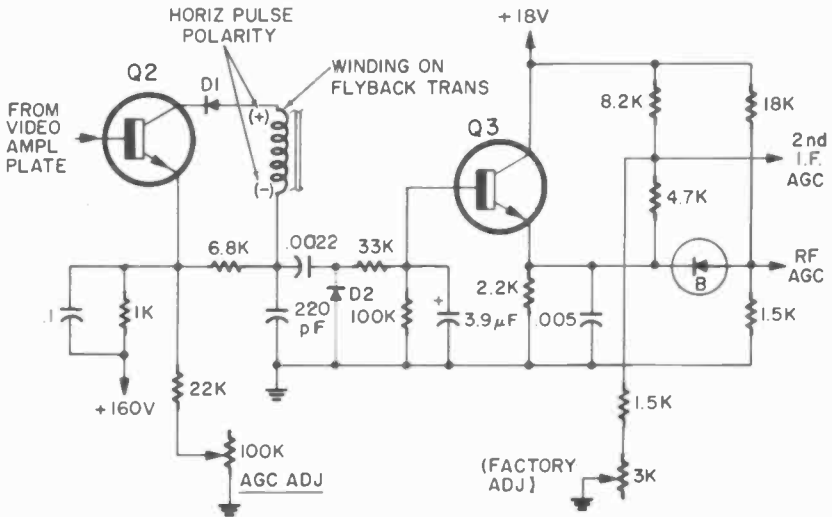 HORIZ PULSE
POLARITY
Q2
D1
(+)
WINDING ON
FLYBACK TRANS
+18V
FROM
VIDEO
AMPL
PLATE
(-)
Q3
8.2K
18K
2nd
I.F.
AGC
4.7K
6.8K
.0022
33K
RF
AGC
B
.1
1K
220
pF
D2
100K
+
3.9µF
2.2K
.005
1.5K
+160V
22K
100K
AGC ADJ
1.5K
(FACTORY
ADJ)
3K